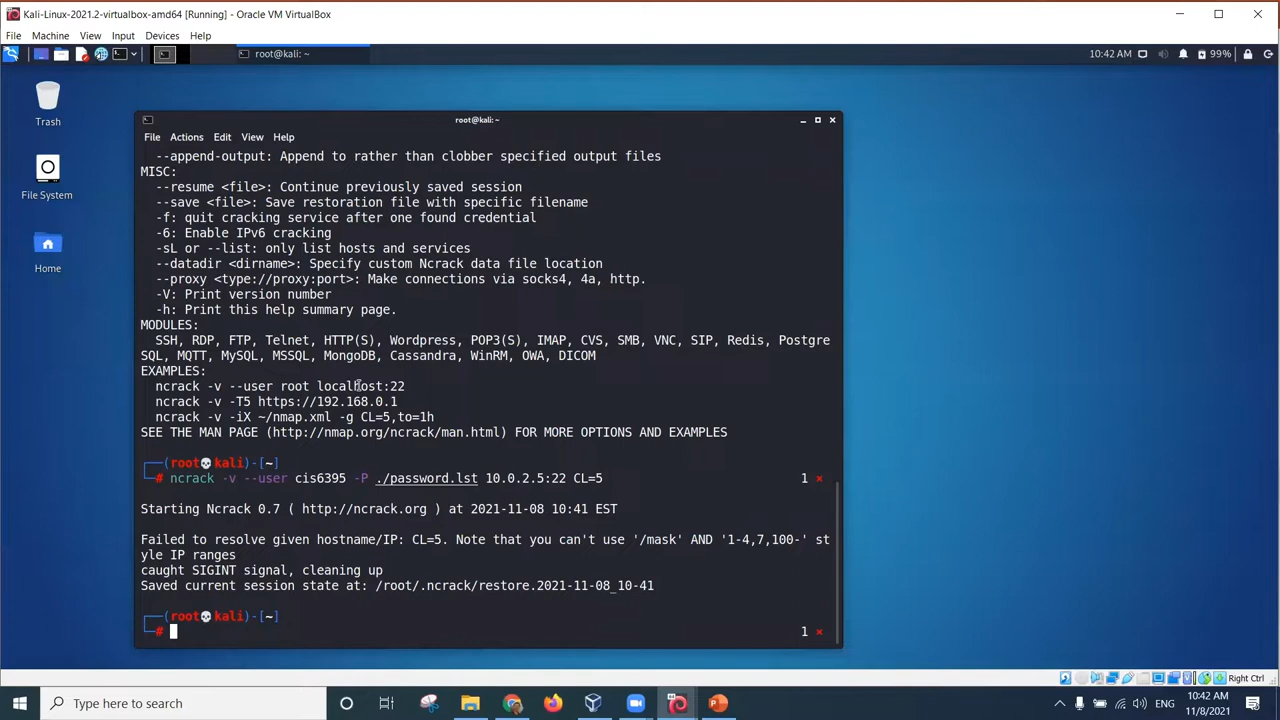 Kali-Linux-2021.2-virtualbox-amd64 [Running] - Oracle VM VirtualBox
File Machine View Input Devices Help
root@kali: ~
10:42 AM
99%
Trash
File System
Home
root@kali: ~
File Actions Edit View Help
--append-output: Append to rather than clobber specified output files
MISC:
--resume <file>: Continue previously saved session
--save <file>: Save restoration file with specific filename
-f: quit cracking service after one found credential
-6: Enable IPv6 cracking
-sL or --list: only list hosts and services
--datadir <dirname>: Specify custom Ncrack data file location
--proxy <type://proxy:port>: Make connections via socks4, 4a, http.
-V: Print version number
-h: Print this help summary page.
MODULES:
SSH, RDP, FTP, Telnet, HTTP(S), Wordpress, POP3(S), IMAP, CVS, SMB, VNC, SIP, Redis, Postgre
SQL, MQTT, MySQL, MSSQL, MongoDB, Cassandra, WinRM, OWA, DICOM
EXAMPLES:
ncrack -v --user root localhost:22
ncrack -v -T5 https://192.168.0.1
ncrack -v -iX ~/nmap.xml -g CL=5,to=1h
SEE THE MAN PAGE (http://nmap.org/ncrack/man.html) FOR MORE OPTIONS AND EXAMPLES
┌──(root💀kali)-[~]
└─# ncrack -v --user cis6395 -P ./password.lst 10.0.2.5:22 CL=5 1 ⨯
Starting Ncrack 0.7 ( http://ncrack.org ) at 2021-11-08 10:41 EST
Failed to resolve given hostname/IP: CL=5. Note that you can't use '/mask' AND '1-4,7,100-' st
yle IP ranges
caught SIGINT signal, cleaning up
Saved current session state at: /root/.ncrack/restore.2021-11-08_10-41
┌──(root💀kali)-[~]
└─# 1 ⨯
Right Ctrl
Type here to search
ENG
10:42 AM
11/8/2021